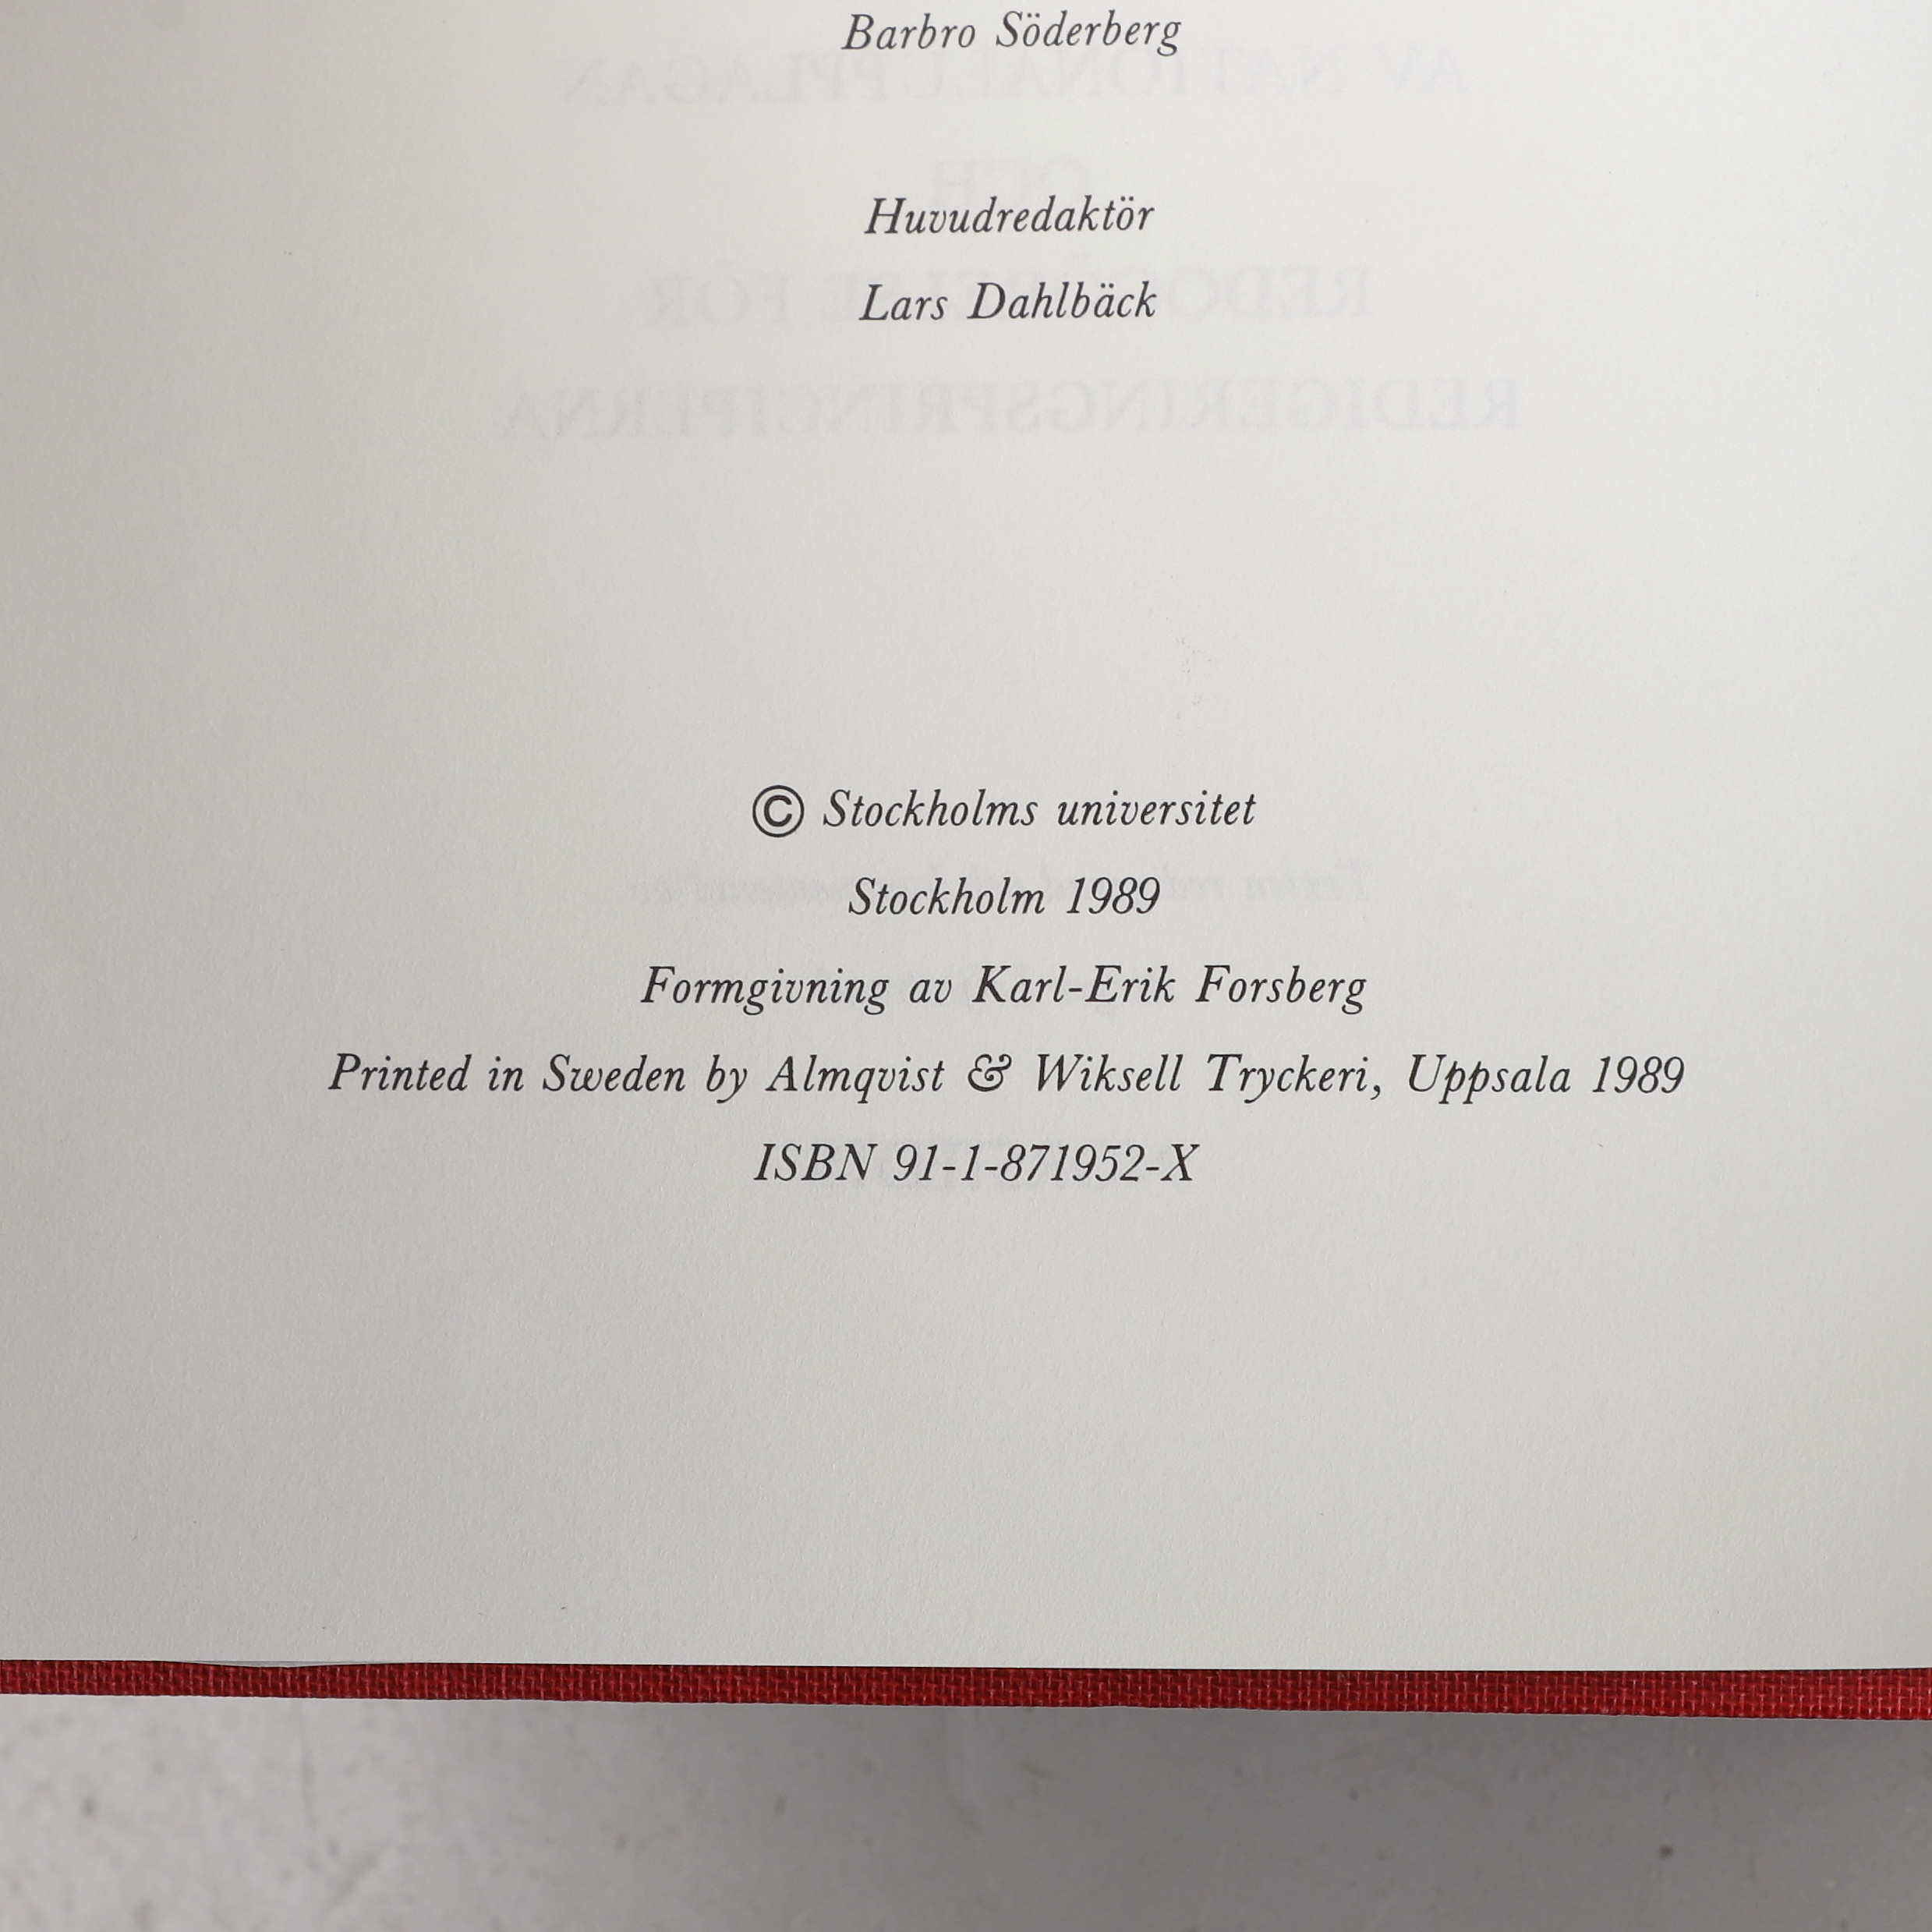 Barbro Söderberg
Huvudredaktör
Lars Dahlbäck
© Stockholms universitet
Stockholm 1989
Formgivning av Karl-Erik Forsberg
Printed in Sweden by Almqvist & Wiksell Tryckeri, Uppsala 1989
ISBN 91-1-871952-X